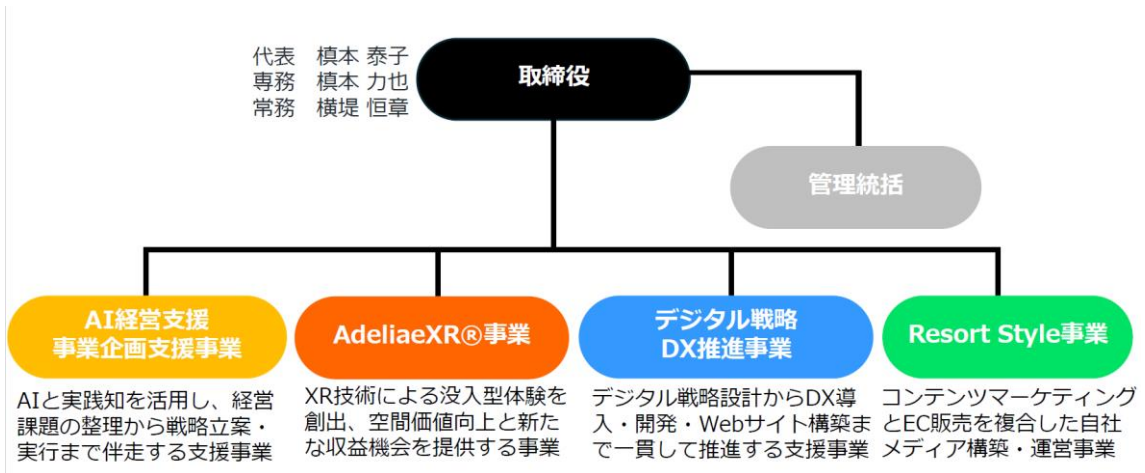 代表　槙本 泰子
専務　槙本 力也
常務　横堤 恒章
取締役
管理統括
AI経営支援
事業企画支援事業
AIと実践知を活用し、経営
課題の整理から戦略立案・
実行まで伴走する支援事業
AdeliaeXR®事業
XR技術による没入型体験を
創出、空間価値向上と新た
な収益機会を提供する事業
デジタル戦略
DX推進事業
デジタル戦略設計からDX導
入・開発・Webサイト構築ま
で一貫して推進する支援事業
Resort Style事業
コンテンツマーケティング
とEC販売を複合した自社
メディア構築・運営事業